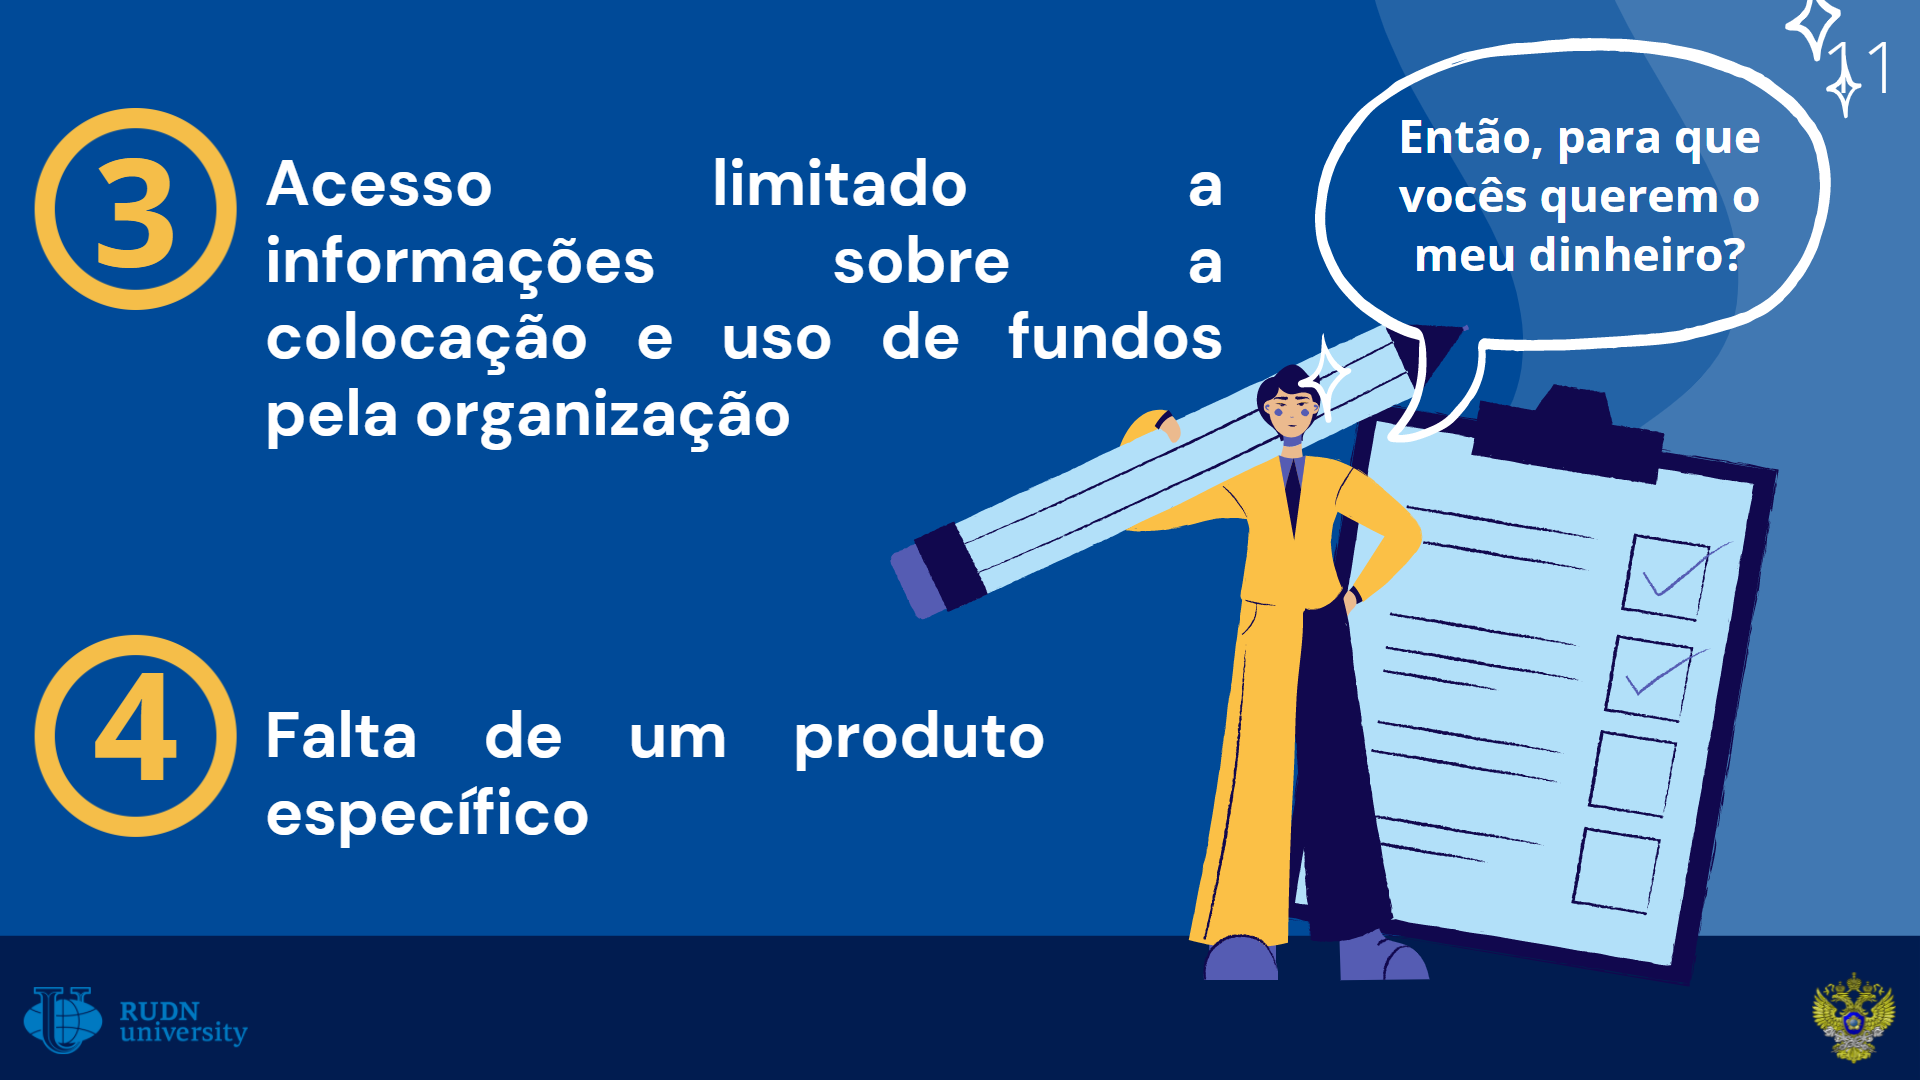 11
Então, para que
vocês querem o
meu dinheiro?
3
Acesso limitado a
informações sobre a
colocação e uso de fundos
pela organização
4
Falta de um produto
específico
RUDN
university